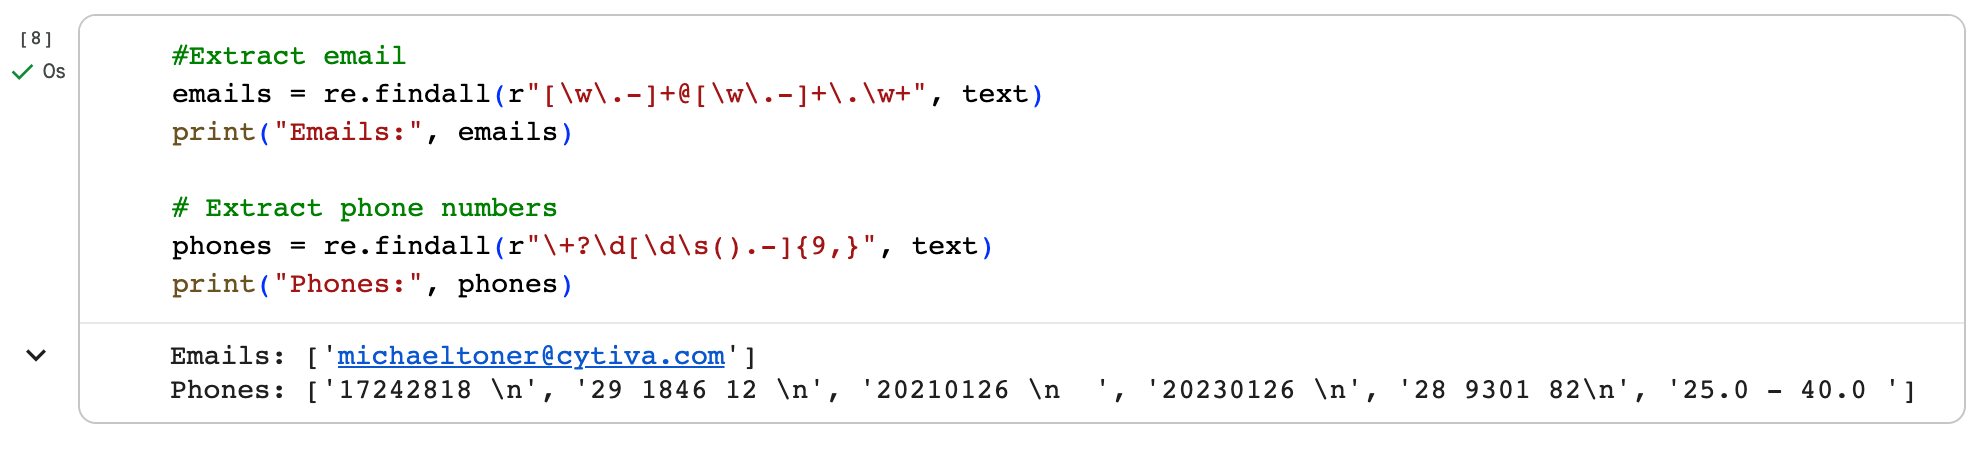 [8]
0s
#Extract email
emails = re.findall(r"[\w\.-]+@[\w\.-]+\.\w+", text)
print("Emails:", emails)
# Extract phone numbers
phones = re.findall(r"\+?\d[\d\s().-]{9,}", text)
print("Phones:", phones)
Emails: ['michaeltoner@cytiva.com']
Phones: ['17242818 \n', '29 1846 12 \n', '20210126 \n  ', '20230126 \n', '28 9301 82\n', '25.0 - 40.0 ']